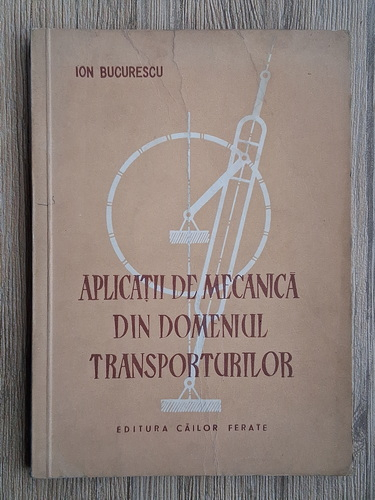 ION BUCURESCU
APLICAȚII DE MECANICĂ
DIN DOMENIUL
TRANSPORTURILOR
EDITURA CĂILOR FERATE